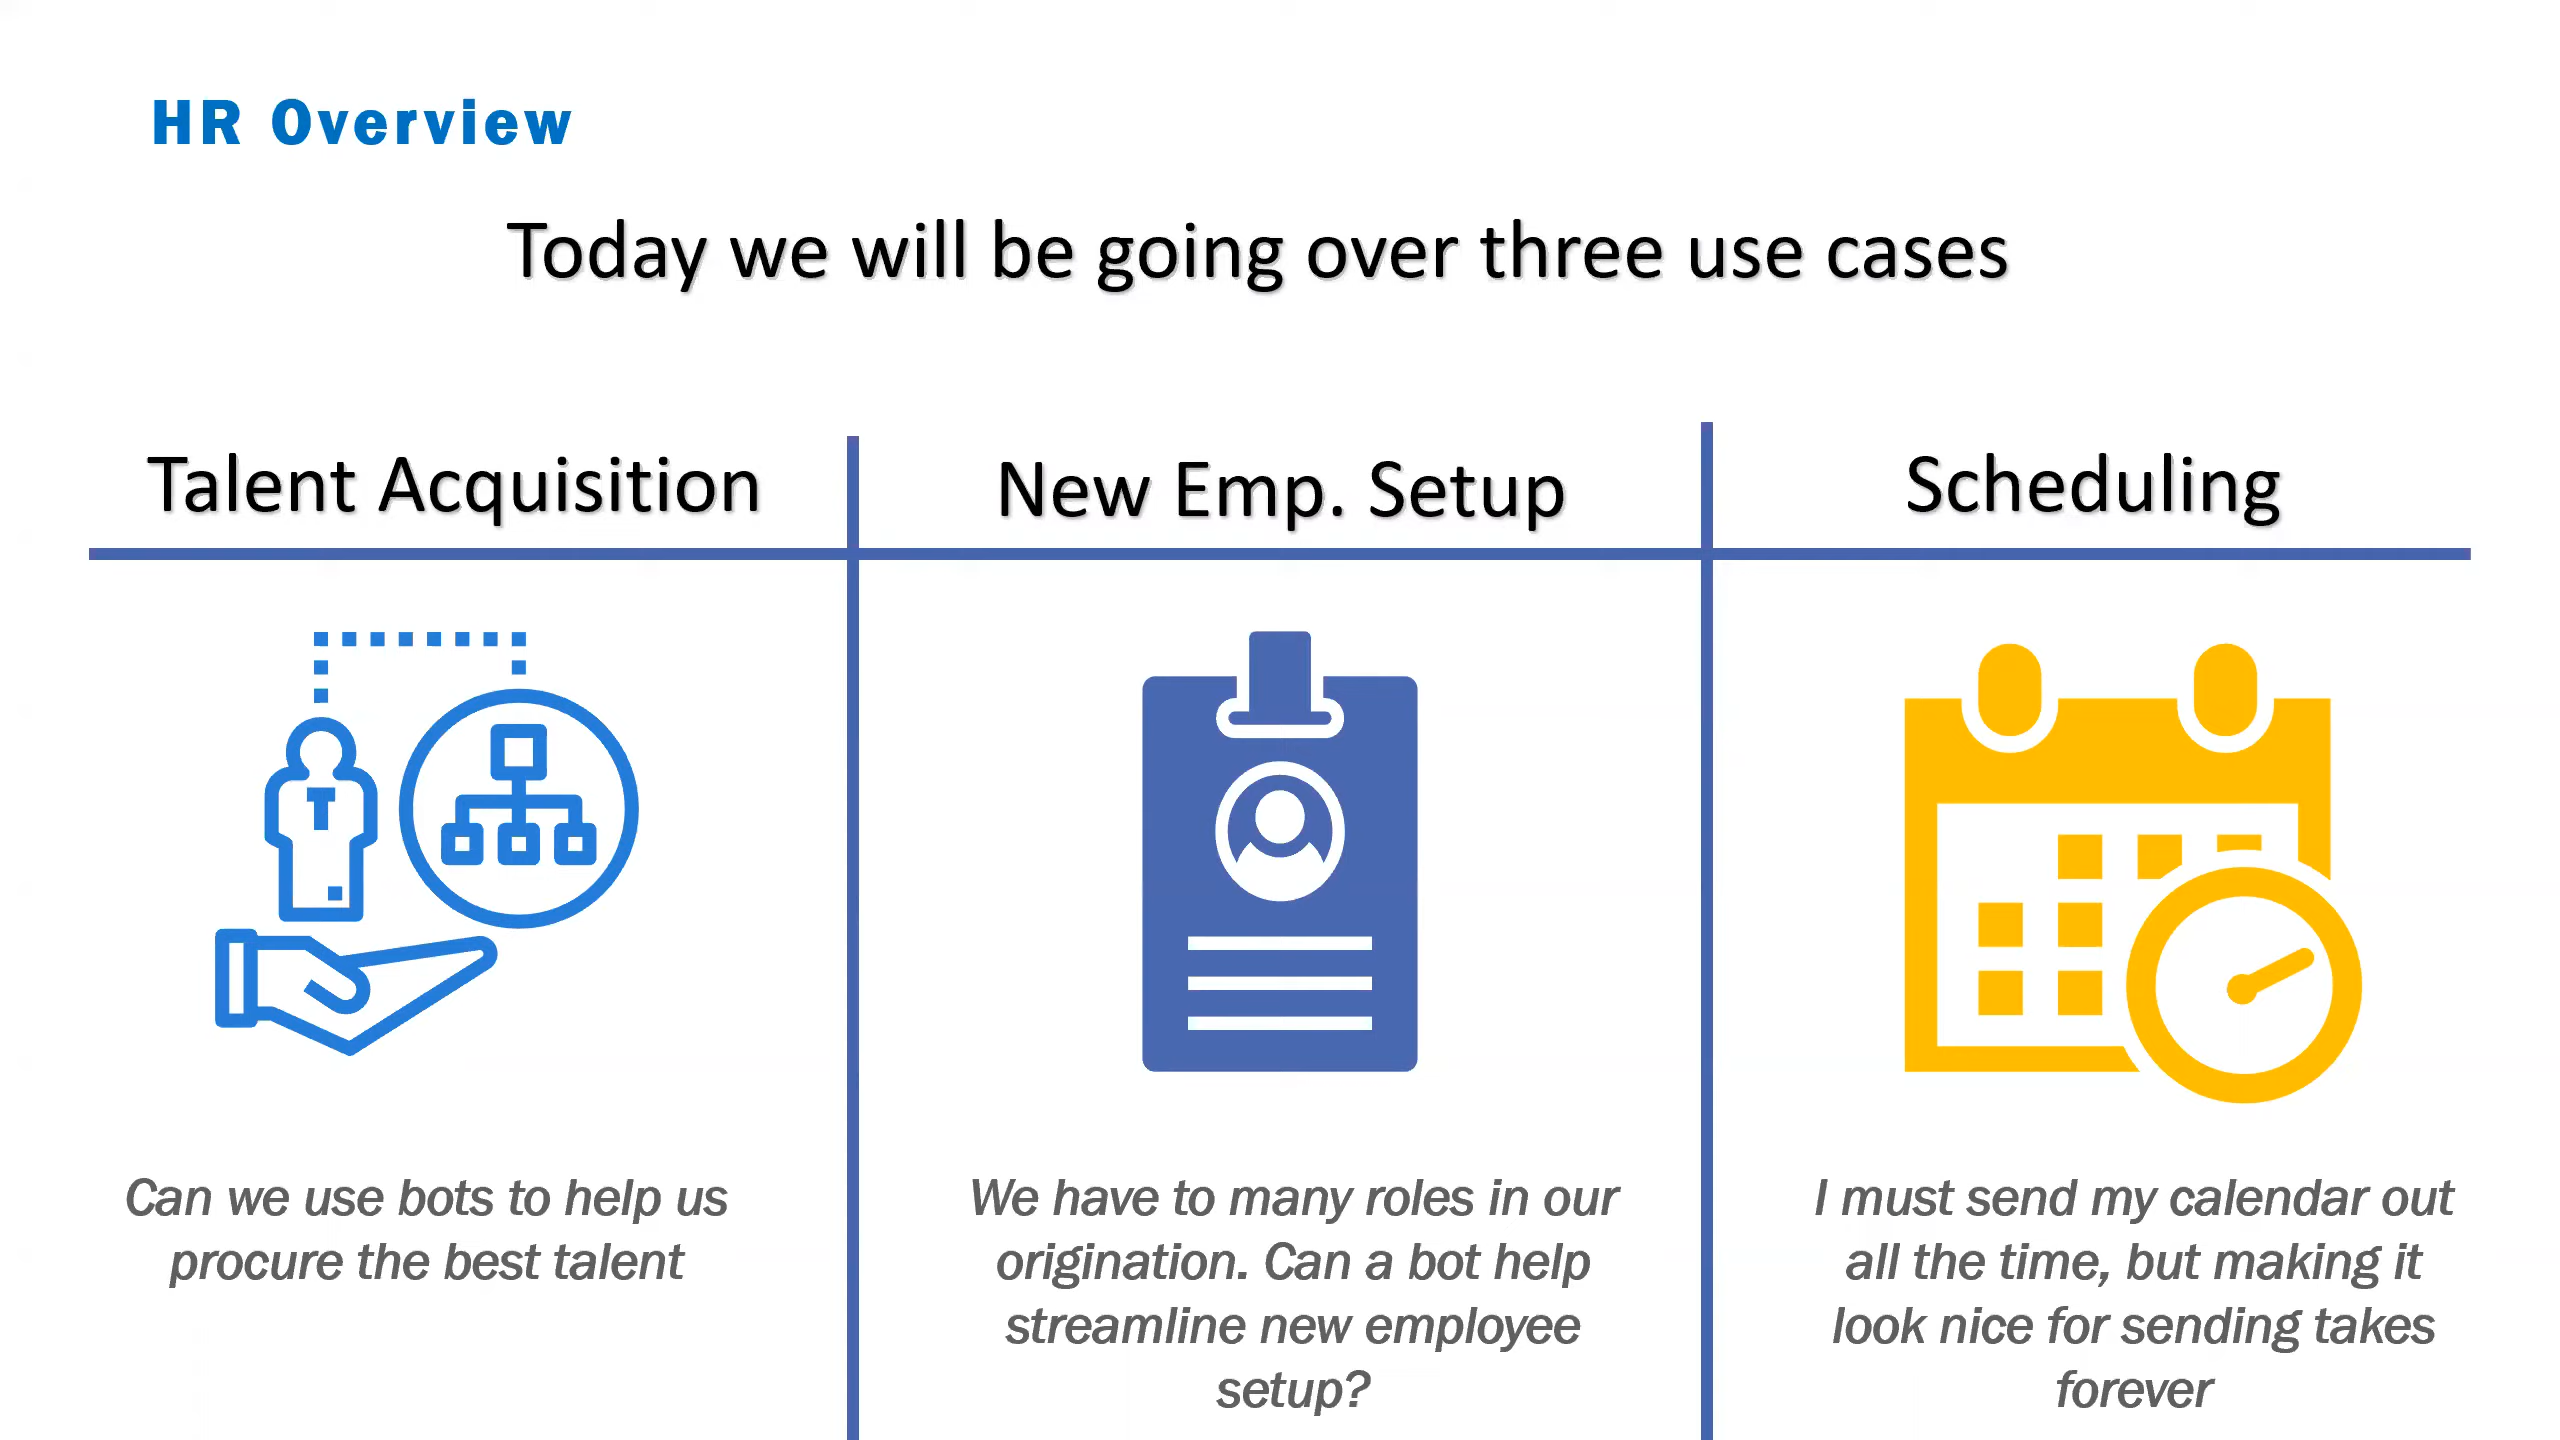 HR Overview
Today we will be going over three use cases
Talent Acquisition
New Emp. Setup
Scheduling
Can we use bots to help us
procure the best talent
We have to many roles in our
origination. Can a bot help
streamline new employee
setup?
I must send my calendar out
all the time, but making it
look nice for sending takes
forever